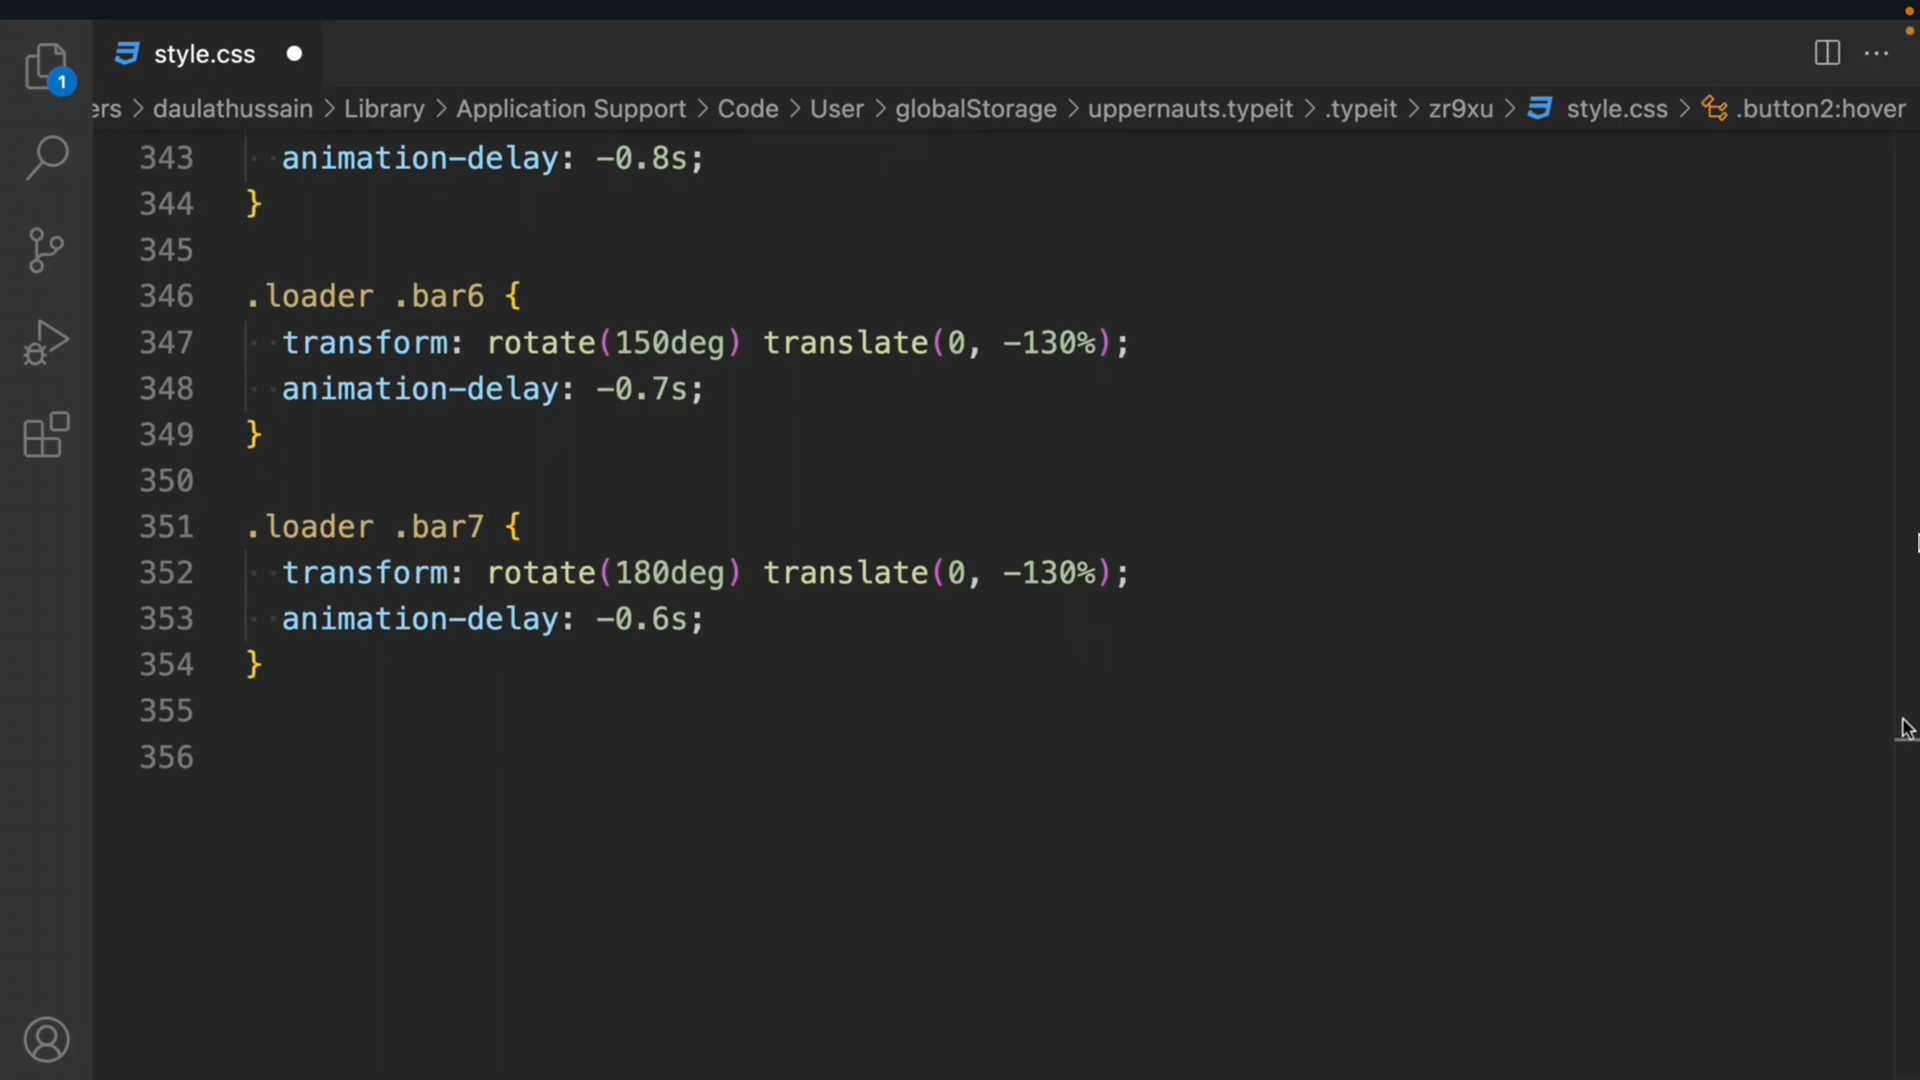 style.css
ers > daulathussain > Library > Application Support > Code > User > globalStorage > uppernauts.typeit > .typeit > zr9xu > style.css > .button2:hover
1
343 animation-delay: -0.8s;
344 }
345
346 .loader .bar6 {
347 transform: rotate(150deg) translate(0, -130%);
348 animation-delay: -0.7s;
349 }
350
351 .loader .bar7 {
352 transform: rotate(180deg) translate(0, -130%);
353 animation-delay: -0.6s;
354 }
355
356